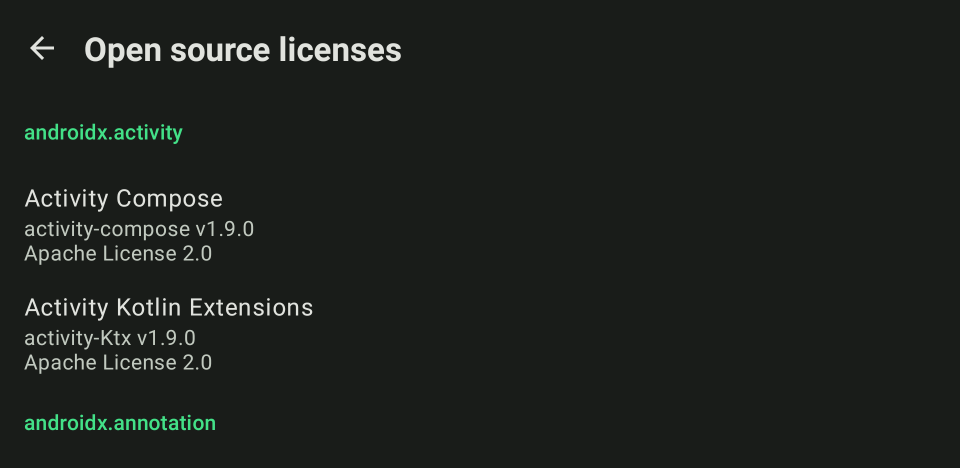 Open source licenses
androidx.activity
Activity Compose
activity-compose v1.9.0
Apache License 2.0
Activity Kotlin Extensions
activity-Ktx v1.9.0
Apache License 2.0
androidx.annotation